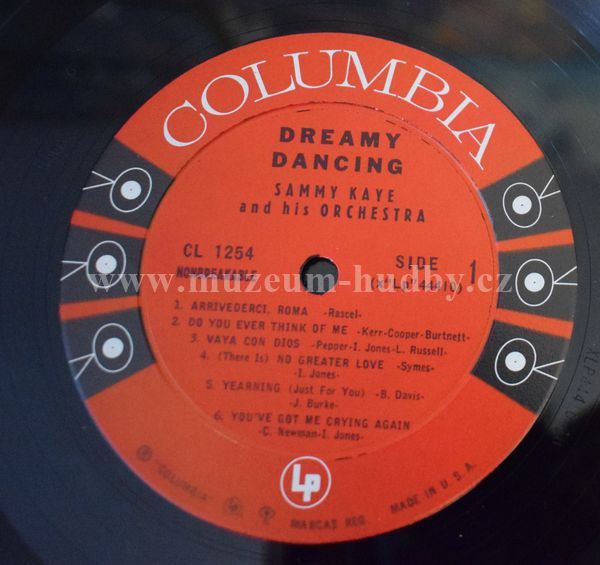 COLUMBIA
DREAMY
DANCING
SAMMY KAYE
and his ORCHESTRA
CL 1254
SIDE 1
NONBREAKABLE
www.muzeum-hudby.cz
1. ARRIVEDERCI, ROMA -Rascel-
2. DO YOU EVER THINK OF ME -Kerr-Cooper-Burtnett-
3. VAYA CON DIOS -Pepper-I. Jones-L. Russell-
4. (There Is) NO GREATER LOVE -Symes-
-I. Jones-
5. YEARNING (Just For You) -B. Davis-
-J. Burke-
6. YOU'VE GOT ME CRYING AGAIN
-C. Newman-I. Jones-
Lp
"COLUMBIA"
MARCAS REG.
MADE IN U.S.A.